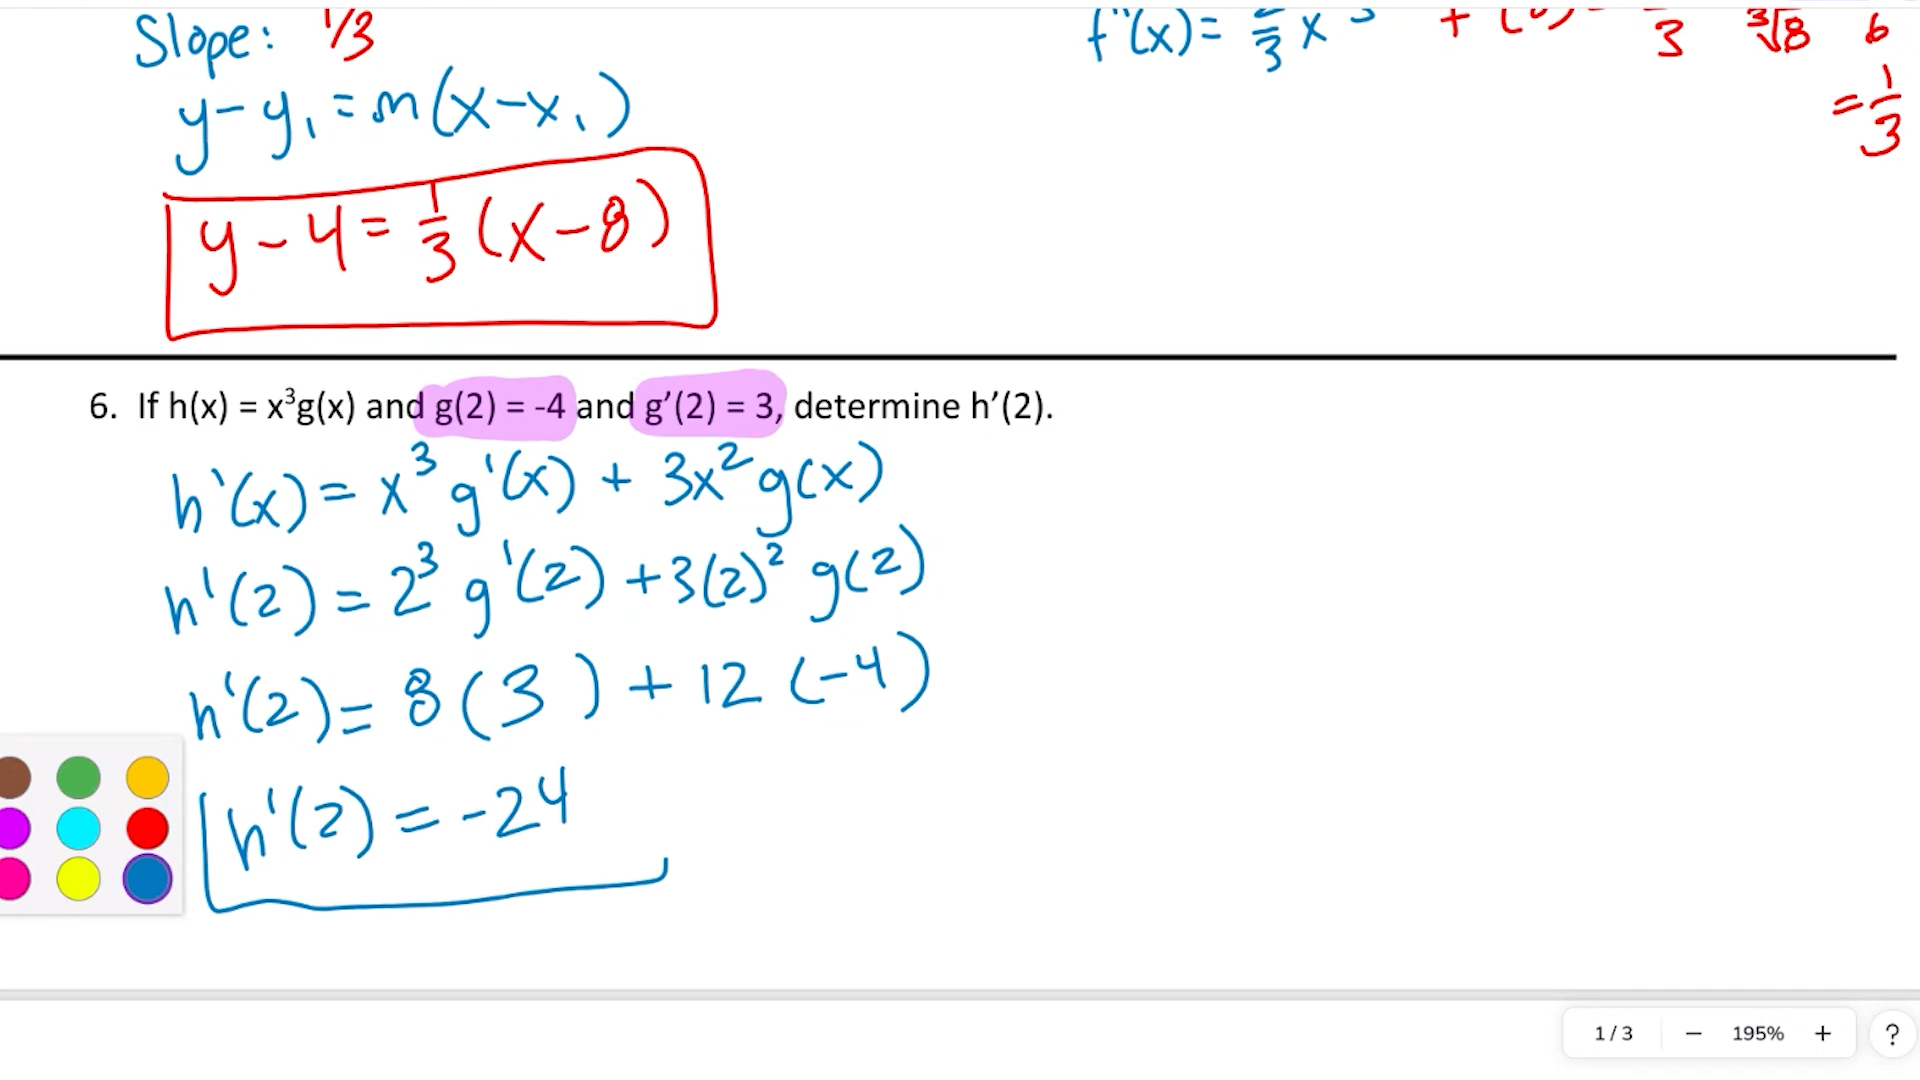 Slope: 1/3
y-y₁=m(x-x₁)
y-4=1/3(x-8)
=1/3
6. If h(x) = x³g(x) and g(2) = -4 and g’(2) = 3, determine h’(2).
h'(x) = x³ g'(x) + 3x² g(x)
h'(2) = 2³ g'(2) +3(2)² g(2)
h'(2) = 8 ( 3 ) + 12 (-4)
h'(2) = -24
1 / 3 − 195% + ?